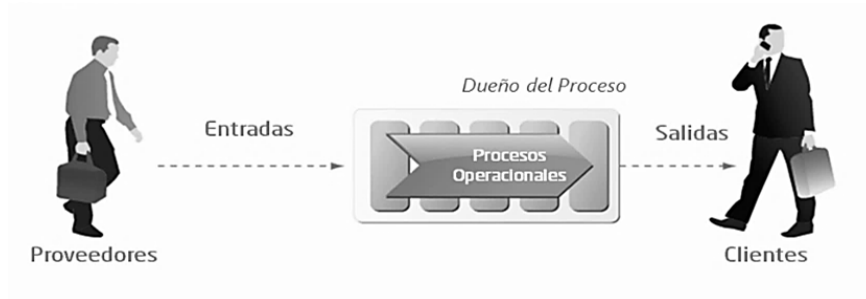 Dueño del Proceso
Entradas
Procesos
Operacionales
Salidas
Proveedores
Clientes